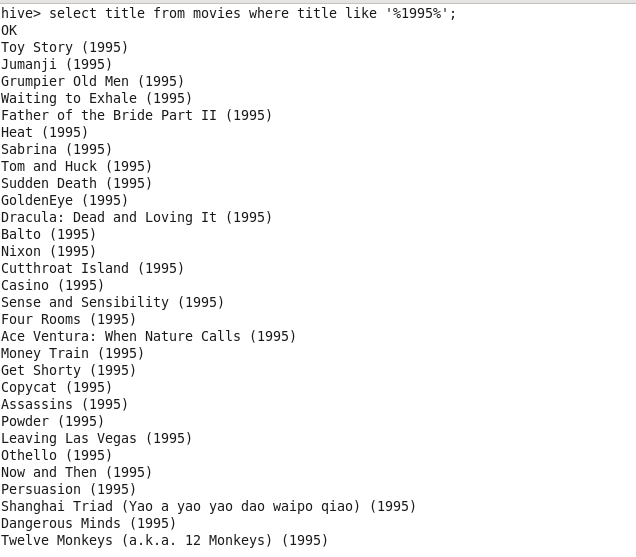 hive> select title from movies where title like '%1995%';
OK
Toy Story (1995)
Jumanji (1995)
Grumpier Old Men (1995)
Waiting to Exhale (1995)
Father of the Bride Part II (1995)
Heat (1995)
Sabrina (1995)
Tom and Huck (1995)
Sudden Death (1995)
GoldenEye (1995)
Dracula: Dead and Loving It (1995)
Balto (1995)
Nixon (1995)
Cutthroat Island (1995)
Casino (1995)
Sense and Sensibility (1995)
Four Rooms (1995)
Ace Ventura: When Nature Calls (1995)
Money Train (1995)
Get Shorty (1995)
Copycat (1995)
Assassins (1995)
Powder (1995)
Leaving Las Vegas (1995)
Othello (1995)
Now and Then (1995)
Persuasion (1995)
Shanghai Triad (Yao a yao yao dao waipo qiao) (1995)
Dangerous Minds (1995)
Twelve Monkeys (a.k.a. 12 Monkeys) (1995)